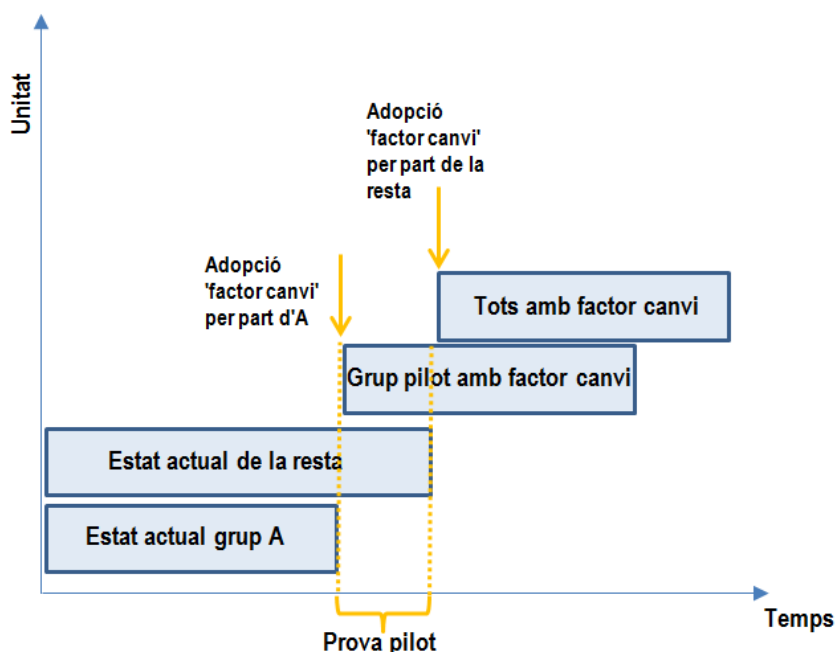 Unitat
Adopció
'factor canvi'
per part de la
resta
Adopció
'factor canvi'
per part d'A
Tots amb factor canvi
Grup pilot amb factor canvi
Estat actual de la resta
Estat actual grup A
Temps
Prova pilot